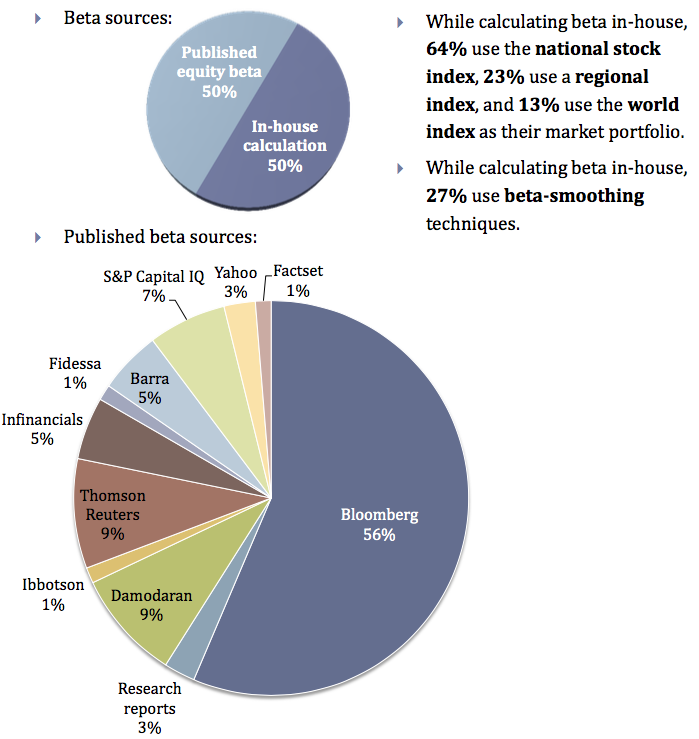 Beta sources:
Published
equity beta
50%
In-house
calculation
50%
While calculating beta in-house,
64% use the national stock
index, 23% use a regional
index, and 13% use the world
index as their market portfolio.
While calculating beta in-house,
27% use beta-smoothing
techniques.
Published beta sources:
S&P Capital IQ
7%
Yahoo
3%
Factset
1%
Fidessa
1%
Barra
5%
Infinancials
5%
Thomson
Reuters
9%
Bloomberg
56%
Ibbotson
1%
Damodaran
9%
Research
reports
3%